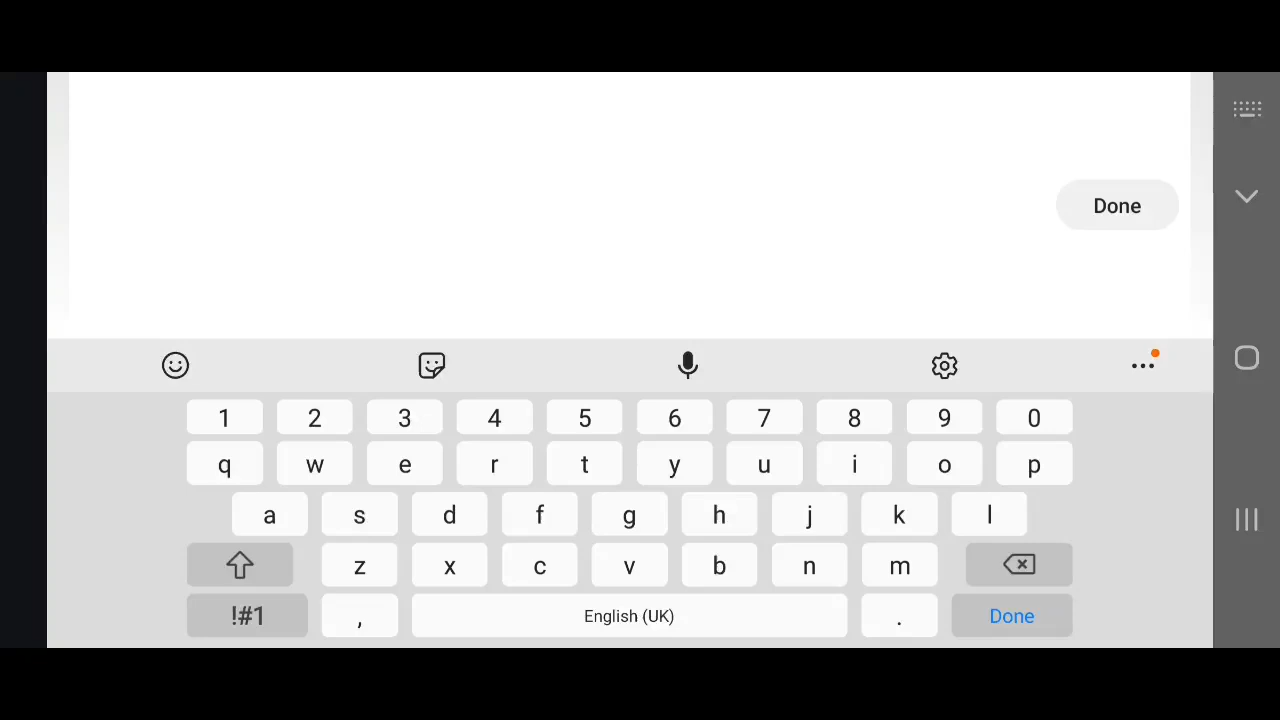 Done
1 2 3 4 5 6 7 8 9 0
q w e r t y u i o p
a s d f g h j k l
z x c v b n m
!#1 , English (UK) . Done